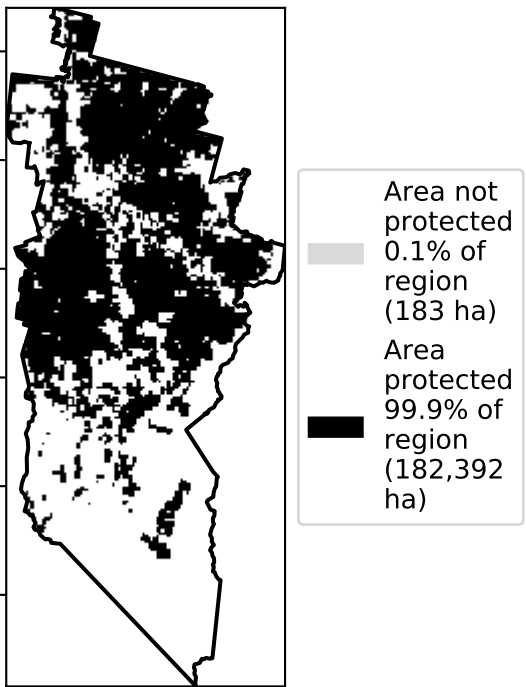 Area not
protected
0.1% of
region
(183 ha)
Area
protected
99.9% of
region
(182,392
ha)